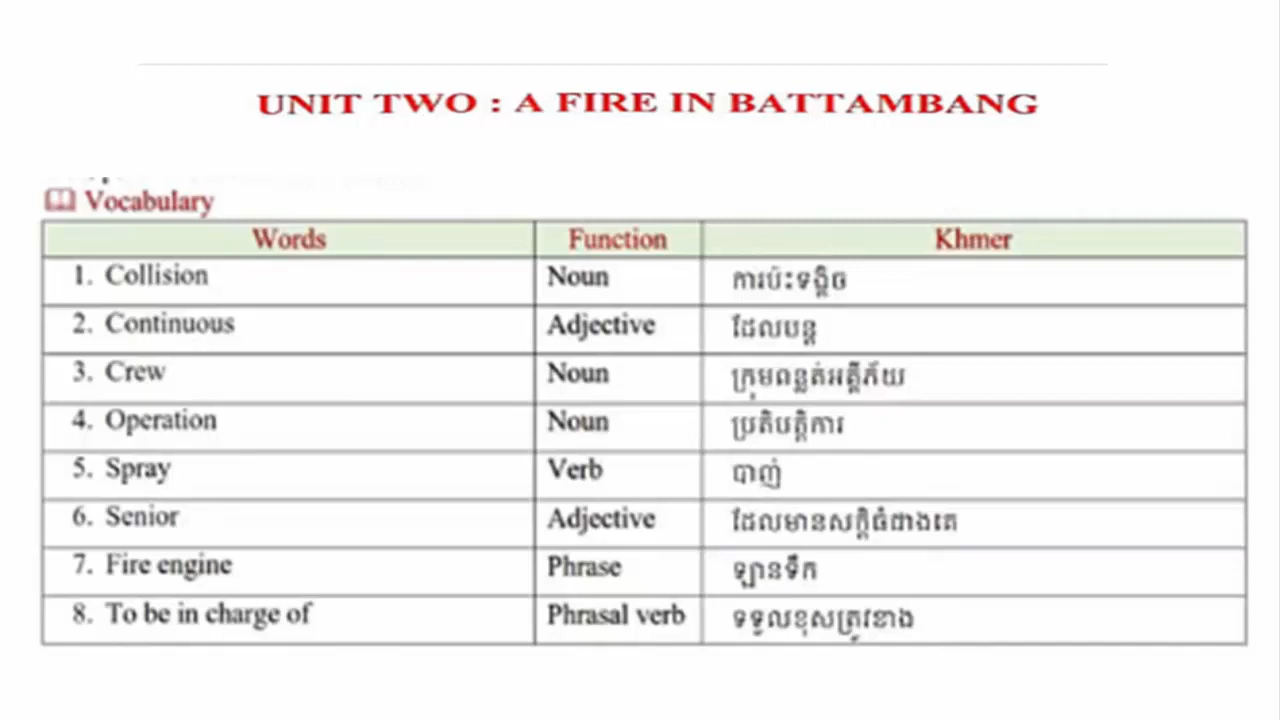 UNIT TWO : A FIRE IN BATTAMBANG
Vocabulary
Words Function Khmer
1. Collision Noun ការប៉ះទង្គិច
2. Continuous Adjective ដែលបន្ត
3. Crew Noun ក្រុមពន្លត់អគ្គីភ័យ
4. Operation Noun ប្រតិបត្តិការ
5. Spray Verb បាញ់
6. Senior Adjective ដែលមានសក្តិធំជាងគេ
7. Fire engine Phrase ឡានទឹក
8. To be in charge of Phrasal verb ទទួលខុសត្រូវខាង